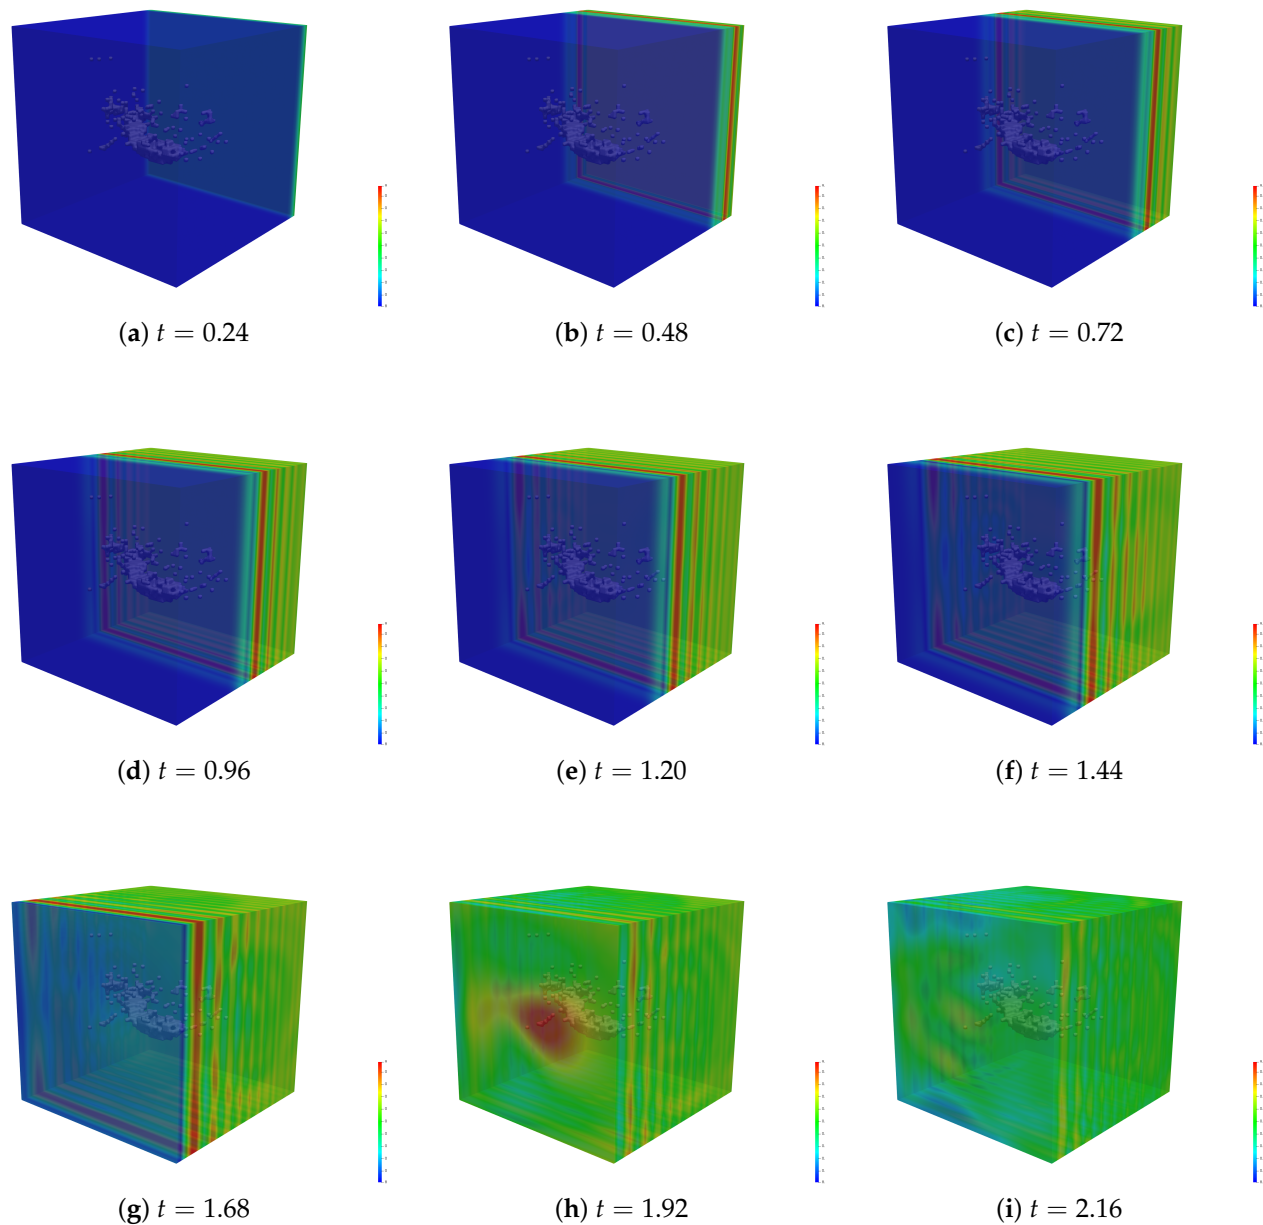 (a) t = 0.24
(b) t = 0.48
(c) t = 0.72
(d) t = 0.96
(e) t = 1.20
(f) t = 1.44
(g) t = 1.68
(h) t = 1.92
(i) t = 2.16